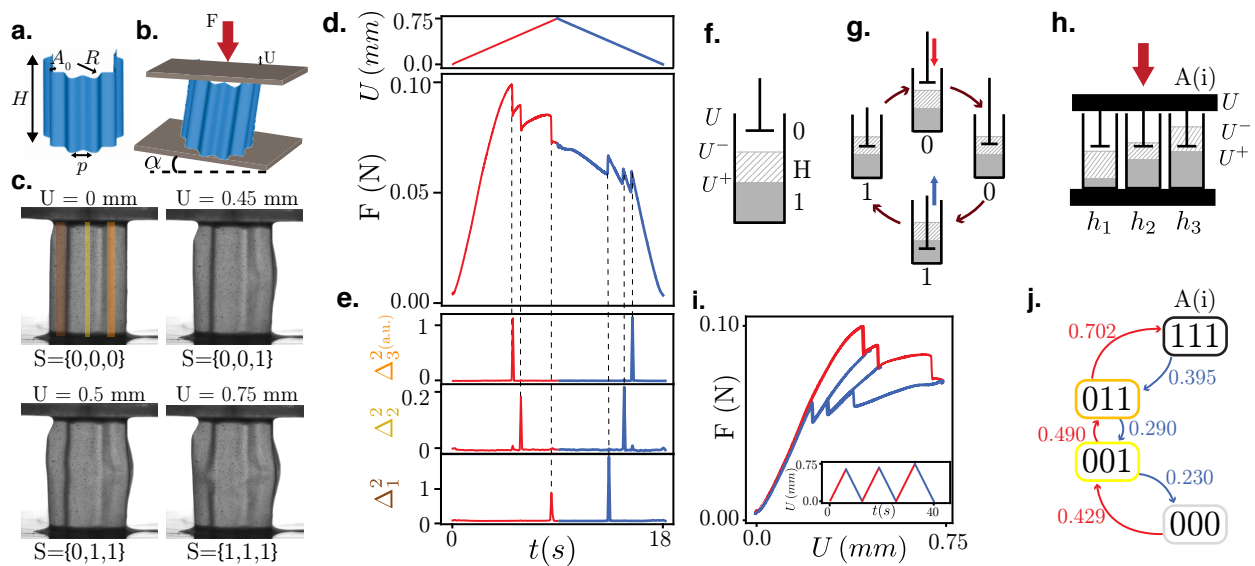 a.
A₀
R
H
p
b.
F
U
α
c.
U = 0 mm
U = 0.45 mm
S={0,0,0}
S={0,0,1}
U = 0.5 mm
U = 0.75 mm
S={0,1,1}
S={1,1,1}
d.
U (mm)
0.75
0.0
F (N)
0.10
0.05
0.00
e.
Δ₃² (a.u.)
1
0
Δ₂²
0.2
0
Δ₁²
1
0
0
t(s)
18
f.
U
0
U⁻
H
U⁺
1
g.
0
1
0
1
h.
A(i)
U
U⁻
U⁺
h₁
h₂
h₃
i.
F (N)
0.10
0.00
U (mm)
0.75
0.0
0
t(s)
40
0.0
U (mm)
0.75
j.
A(i)
111
0.702
0.395
011
0.490
0.290
001
0.230
0.429
000